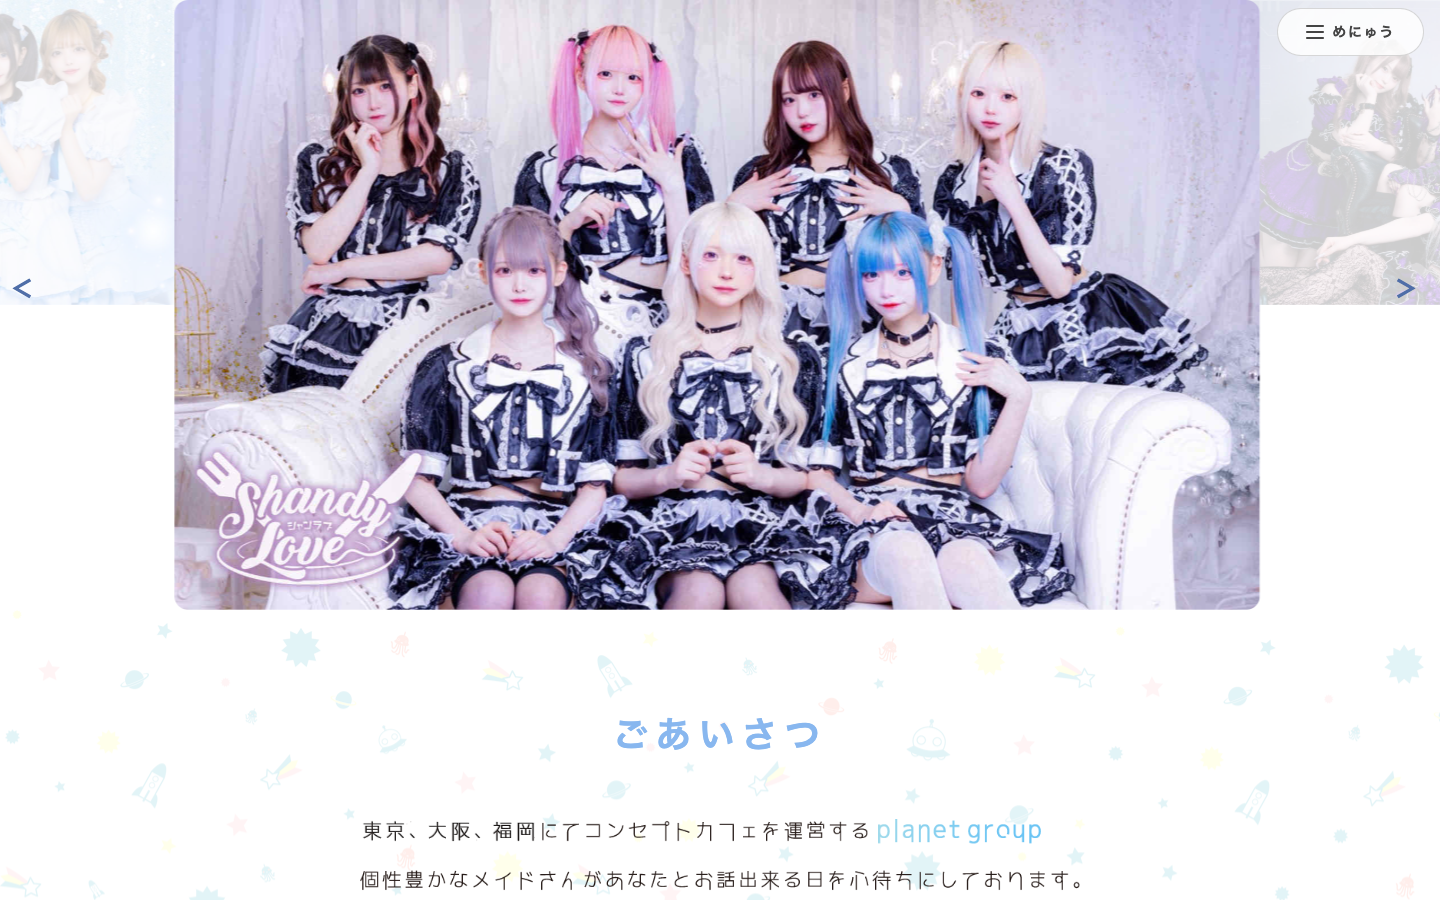 めにゅう
Shandy
シャンラブ
Love
ごあいさつ
東京、大阪、福岡にてコンセプトカフェを運営する planet group
個性豊かなメイドさんがあなたとお話出来る日を心待ちにしております。